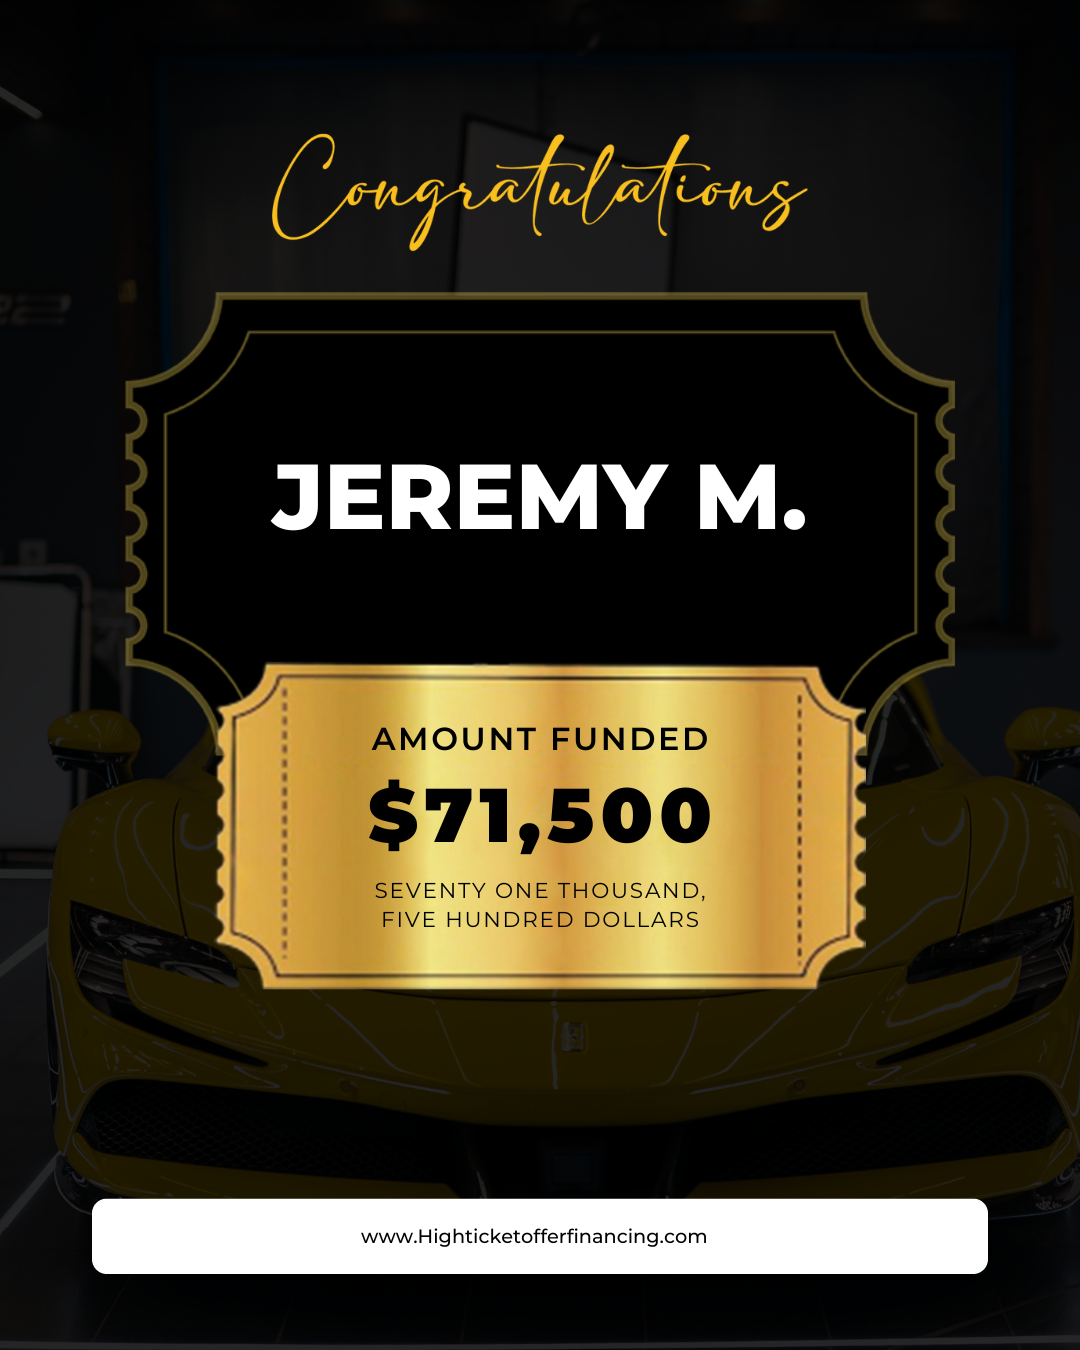 Congratulations
JEREMY M.
AMOUNT FUNDED
$71,500
SEVENTY ONE THOUSAND,
FIVE HUNDRED DOLLARS
www.Highticketofferfinancing.com